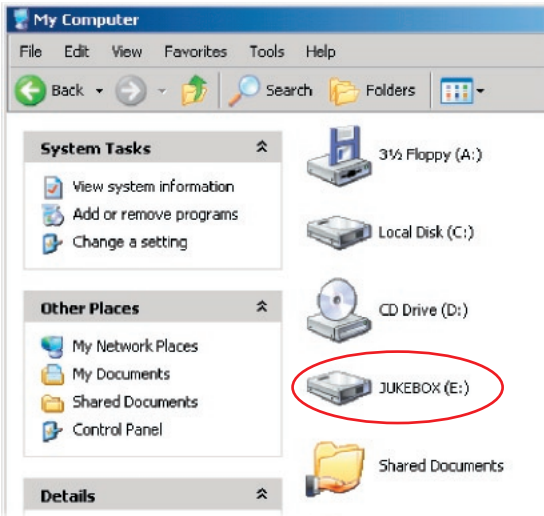 My Computer
File Edit View Favorites Tools Help
Back Search Folders
System Tasks
View system information
Add or remove programs
Change a setting
Other Places
My Network Places
My Documents
Shared Documents
Control Panel
Details
3½ Floppy (A:)
Local Disk (C:)
CD Drive (D:)
JUKEBOX (E:)
Shared Documents